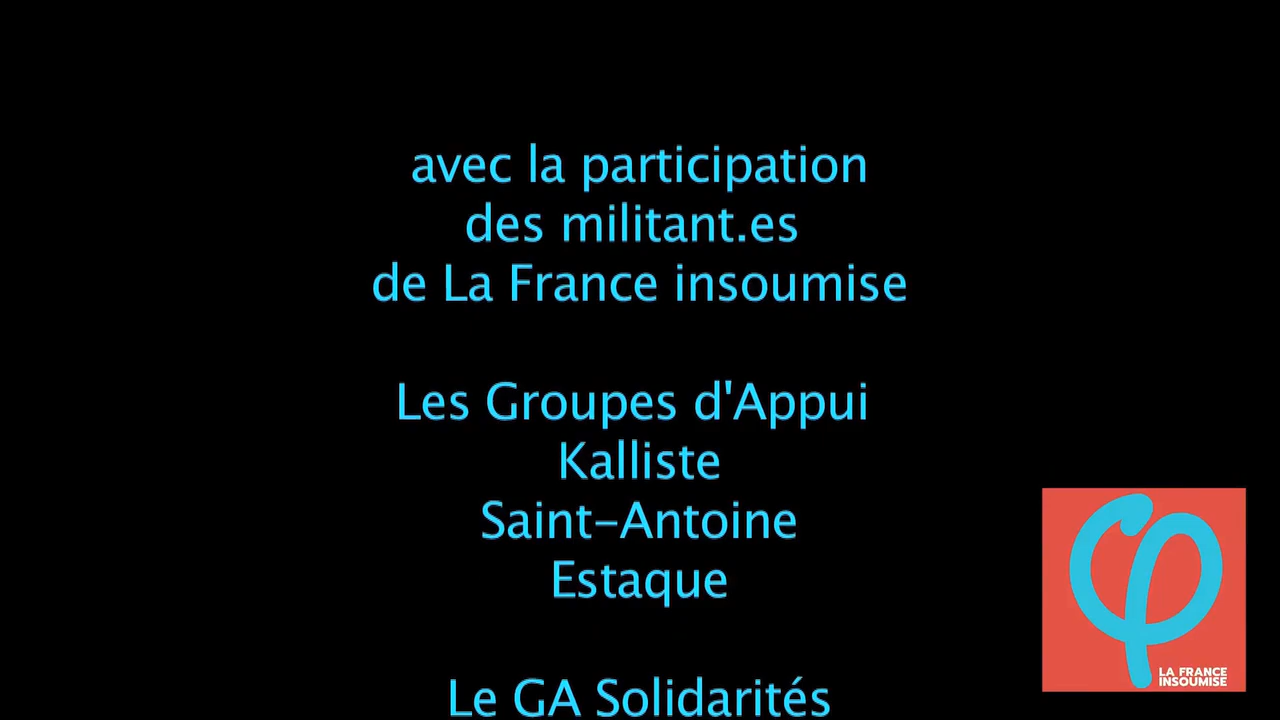 avec la participation
des militant.es
de La France insoumise
Les Groupes d'Appui
Kalliste
Saint-Antoine
Estaque
Le GA Solidarités
LA FRANCE
INSOUMISE